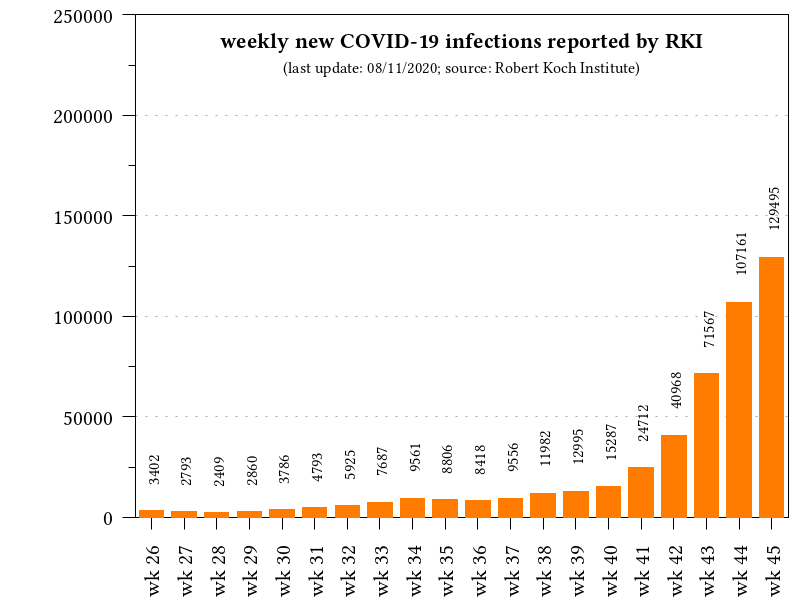 weekly new COVID-19 infections reported by RKI
(last update: 08/11/2020; source: Robert Koch Institute)
250000
200000
150000
100000
50000
0
3402
2793
2409
2860
3786
4793
5925
7687
9561
8806
8418
9556
11982
12995
15287
24712
40968
71567
107161
129495
wk 26
wk 27
wk 28
wk 29
wk 30
wk 31
wk 32
wk 33
wk 34
wk 35
wk 36
wk 37
wk 38
wk 39
wk 40
wk 41
wk 42
wk 43
wk 44
wk 45